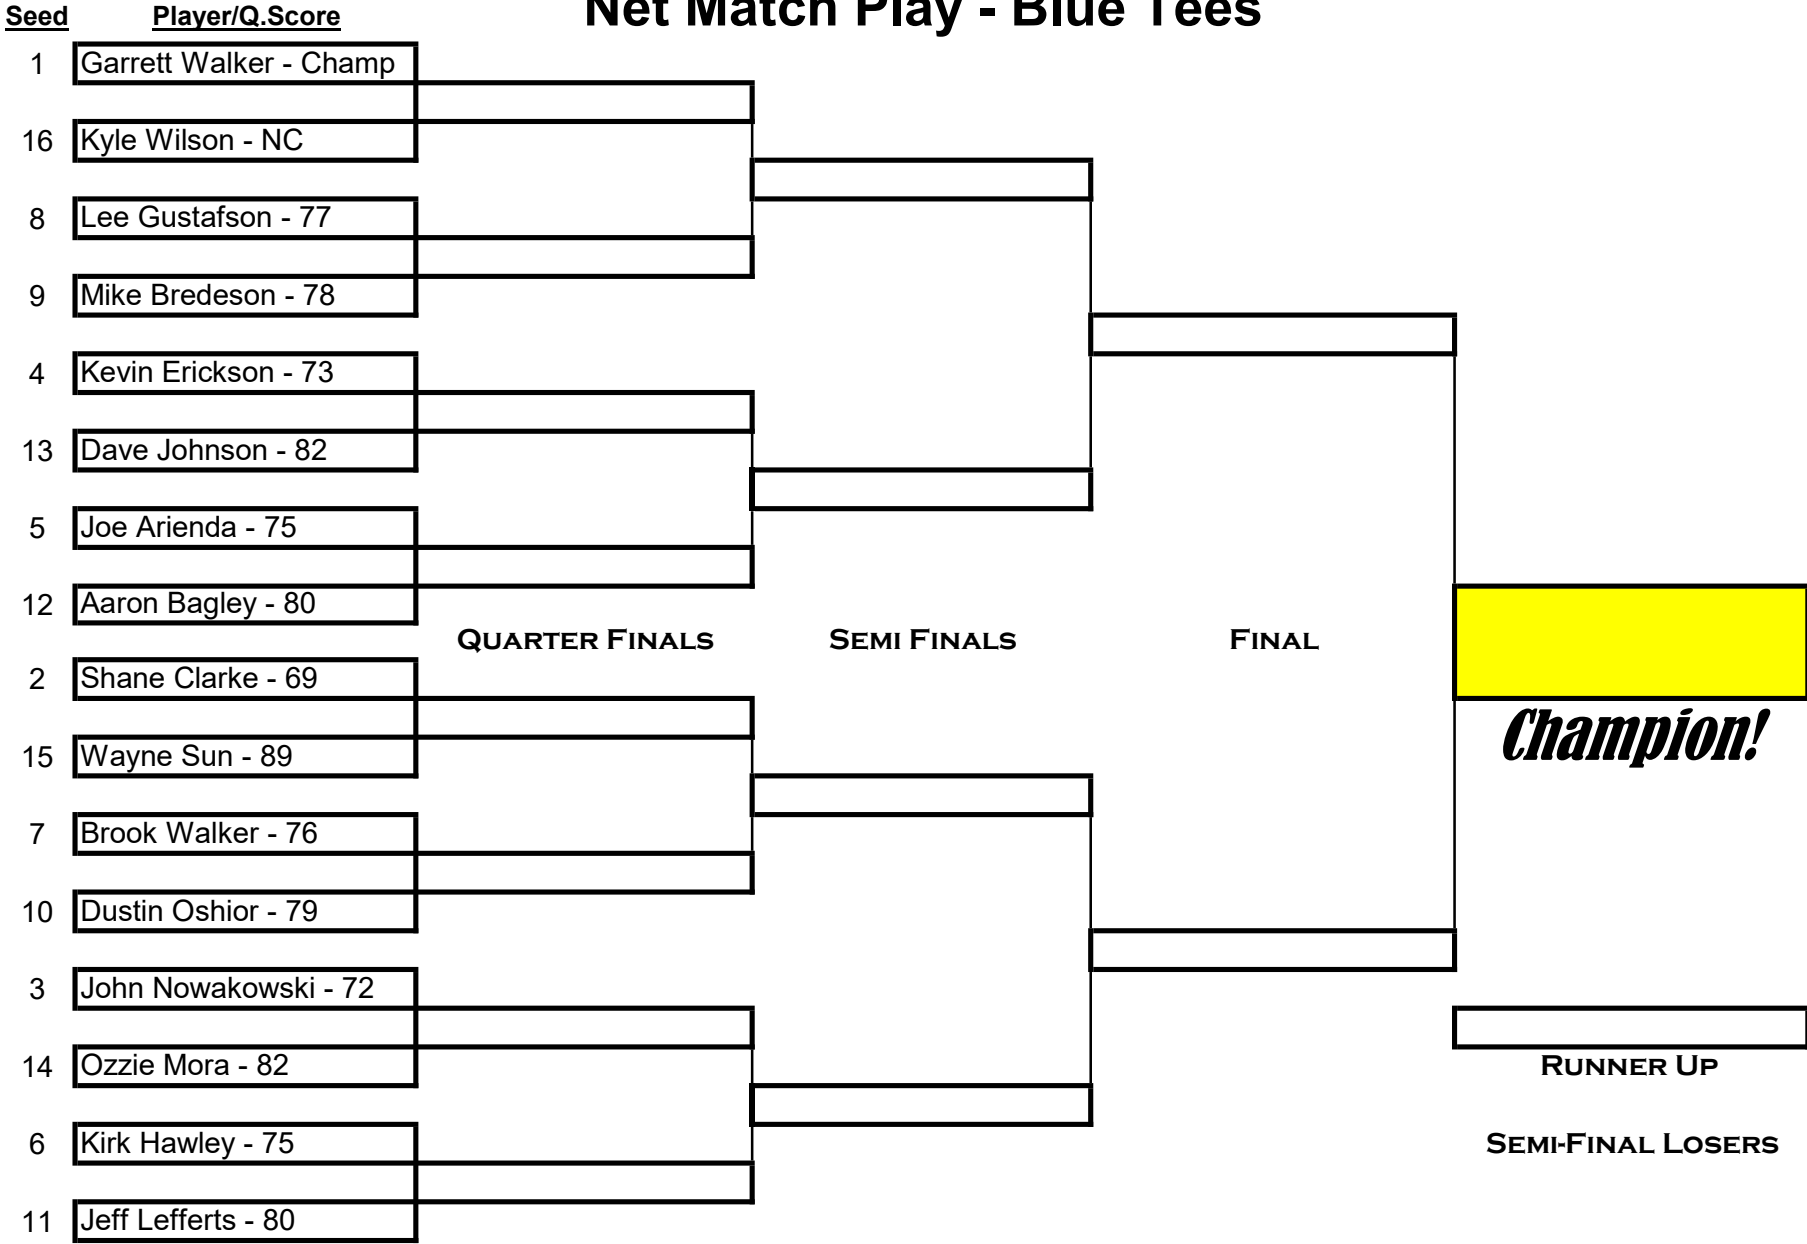 Net Match Play - Blue Tees
Seed Player/Q.Score
1 Garrett Walker - Champ
16 Kyle Wilson - NC
8 Lee Gustafson - 77
9 Mike Bredeson - 78
4 Kevin Erickson - 73
13 Dave Johnson - 82
5 Joe Arienda - 75
12 Aaron Bagley - 80
QUARTER FINALS SEMI FINALS FINAL
2 Shane Clarke - 69
Champion!
15 Wayne Sun - 89
7 Brook Walker - 76
10 Dustin Oshior - 79
3 John Nowakowski - 72
14 Ozzie Mora - 82
RUNNER UP
6 Kirk Hawley - 75
SEMI-FINAL LOSERS
11 Jeff Lefferts - 80